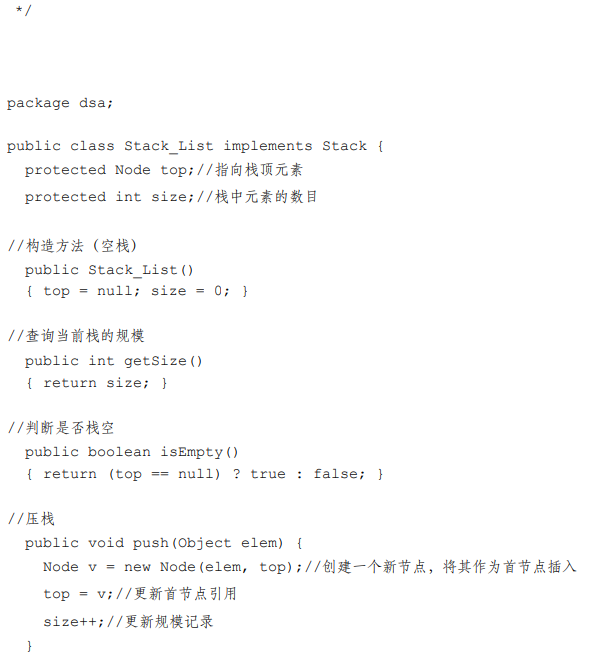 */
package dsa;
public class Stack_List implements Stack {
protected Node top;//指向栈顶元素
protected int size;//栈中元素的数目
//构造方法（空栈）
public Stack_List()
{ top = null; size = 0; }
//查询当前栈的规模
public int getSize()
{ return size; }
//判断是否栈空
public boolean isEmpty()
{ return (top == null) ? true : false; }
//压栈
public void push(Object elem) {
Node v = new Node(elem, top);//创建一个新节点，将其作为首节点插入
top = v;//更新首节点引用
size++;//更新规模记录
}